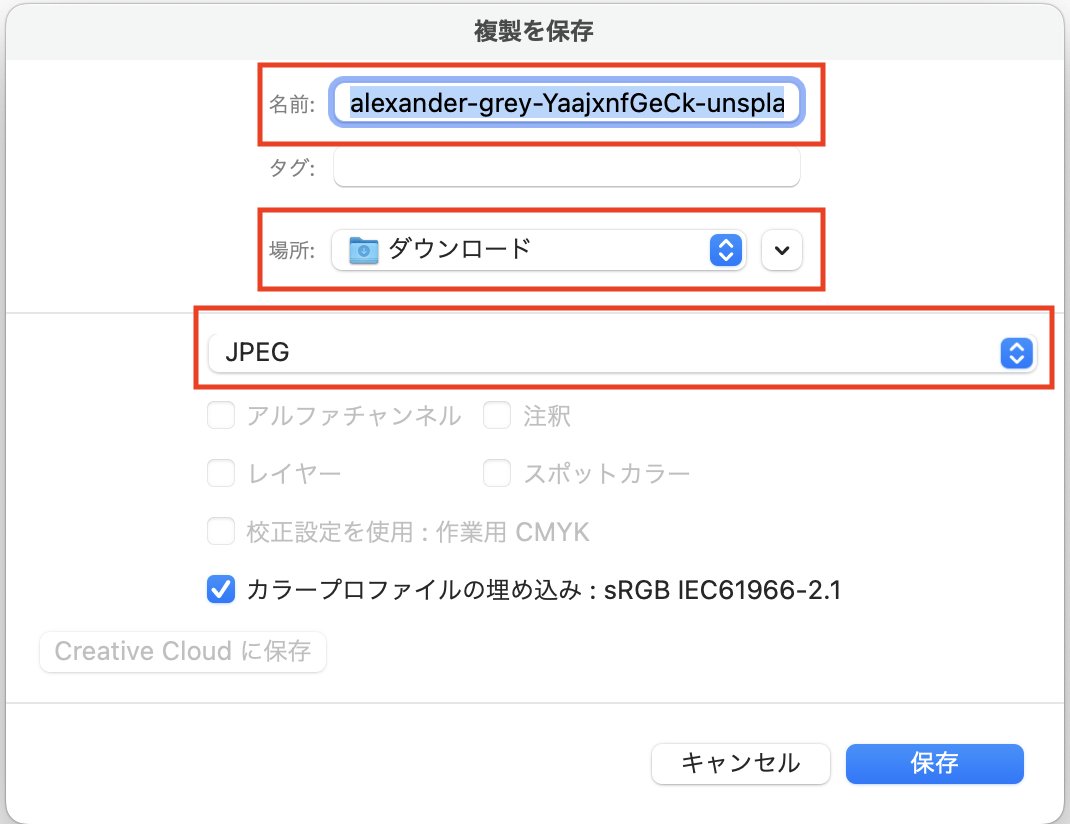 複製を保存
名前: alexander-grey-YaajxnfGeCk-unspla
タグ:
場所: ダウンロード
JPEG
アルファチャンネル 注釈
レイヤー スポットカラー
校正設定を使用 : 作業用 CMYK
カラープロファイルの埋め込み : sRGB IEC61966-2.1
Creative Cloud に保存
キャンセル 保存